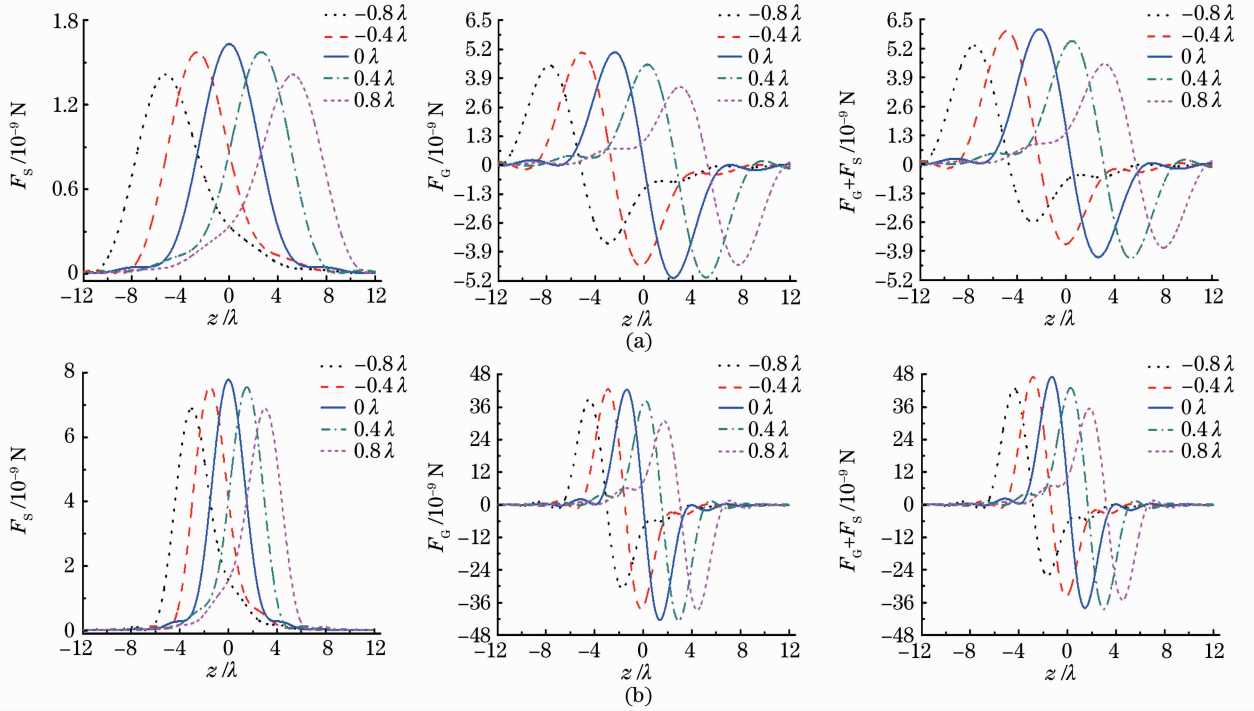 1.8
1.2
0.6
0
F_S /10⁻⁹ N
−12 −8 −4 0 4 8 12
z/λ
−0.8 λ
−0.4 λ
0 λ
0.4 λ
0.8 λ
6.5
5.2
3.9
2.6
1.3
0
−1.3
−2.6
−3.9
−5.2
F_G /10⁻⁹ N
−12 −8 −4 0 4 8 12
z/λ
−0.8 λ
−0.4 λ
0 λ
0.4 λ
0.8 λ
6.5
5.2
3.9
2.6
1.3
0
−1.3
−2.6
−3.9
−5.2
F_G+F_S /10⁻⁹ N
−12 −8 −4 0 4 8 12
z/λ
−0.8 λ
−0.4 λ
0 λ
0.4 λ
0.8 λ
(a)
8
6
4
2
0
F_S /10⁻⁹ N
−12 −8 −4 0 4 8 12
z/λ
−0.8 λ
−0.4 λ
0 λ
0.4 λ
0.8 λ
48
36
24
12
0
−12
−24
−36
−48
F_G /10⁻⁹ N
−12 −8 −4 0 4 8 12
z/λ
−0.8 λ
−0.4 λ
0 λ
0.4 λ
0.8 λ
48
36
24
12
0
−12
−24
−36
−48
F_G+F_S /10⁻⁹ N
−12 −8 −4 0 4 8 12
z/λ
−0.8 λ
−0.4 λ
0 λ
0.4 λ
0.8 λ
(b)